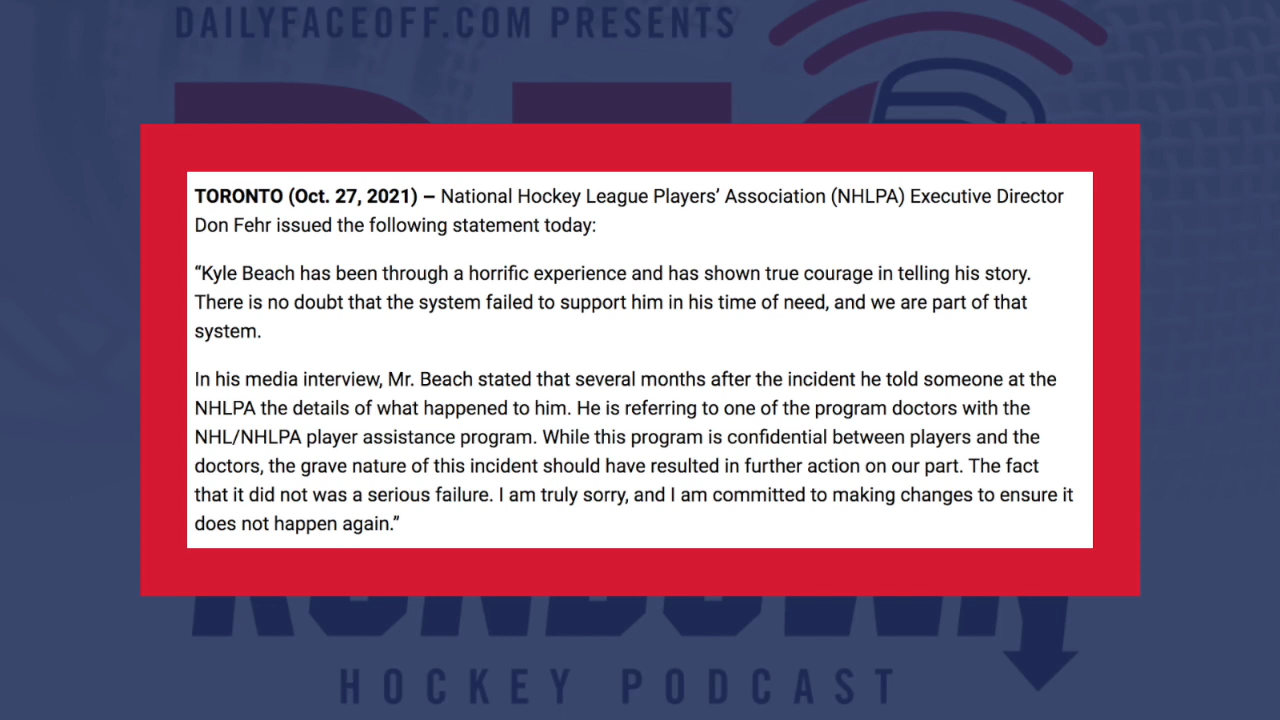 DAILYFACEOFF.COM PRESENTS
TORONTO (Oct. 27, 2021) – National Hockey League Players’ Association (NHLPA) Executive Director
Don Fehr issued the following statement today:
“Kyle Beach has been through a horrific experience and has shown true courage in telling his story.
There is no doubt that the system failed to support him in his time of need, and we are part of that
system.
In his media interview, Mr. Beach stated that several months after the incident he told someone at the
NHLPA the details of what happened to him. He is referring to one of the program doctors with the
NHL/NHLPA player assistance program. While this program is confidential between players and the
doctors, the grave nature of this incident should have resulted in further action on our part. The fact
that it did not was a serious failure. I am truly sorry, and I am committed to making changes to ensure it
does not happen again.”
RUNDOWN
HOCKEY PODCAST